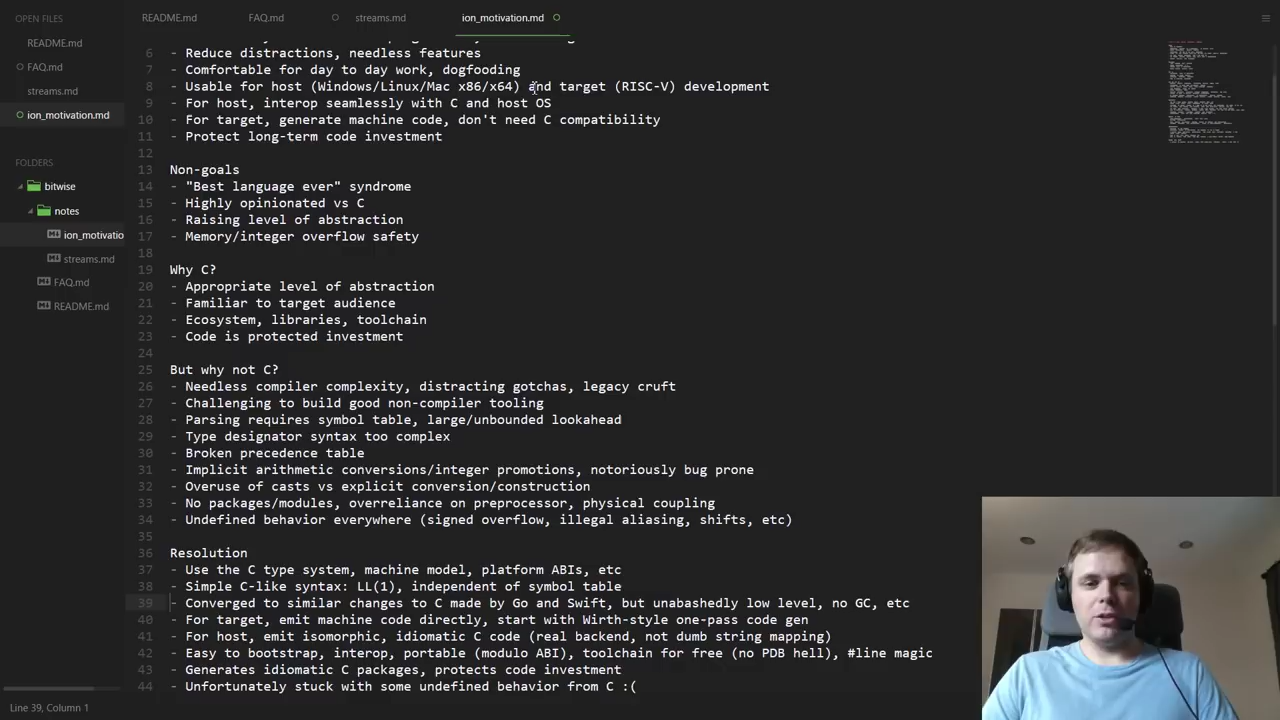 OPEN FILES
README.md
FAQ.md
streams.md
ion_motivation.md
FOLDERS
bitwise
notes
ion_motivatio
streams.md
FAQ.md
README.md
README.md
FAQ.md
streams.md
ion_motivation.md
6 - Reduce distractions, needless features
7 - Comfortable for day to day work, dogfooding
8 - Usable for host (Windows/Linux/Mac x86/x64) and target (RISC-V) development
9 - For host, interop seamlessly with C and host OS
10 - For target, generate machine code, don't need C compatibility
11 - Protect long-term code investment
12
13 Non-goals
14 - "Best language ever" syndrome
15 - Highly opinionated vs C
16 - Raising level of abstraction
17 - Memory/integer overflow safety
18
19 Why C?
20 - Appropriate level of abstraction
21 - Familiar to target audience
22 - Ecosystem, libraries, toolchain
23 - Code is protected investment
24
25 But why not C?
26 - Needless compiler complexity, distracting gotchas, legacy cruft
27 - Challenging to build good non-compiler tooling
28 - Parsing requires symbol table, large/unbounded lookahead
29 - Type designator syntax too complex
30 - Broken precedence table
31 - Implicit arithmetic conversions/integer promotions, notoriously bug prone
32 - Overuse of casts vs explicit conversion/construction
33 - No packages/modules, overreliance on preprocessor, physical coupling
34 - Undefined behavior everywhere (signed overflow, illegal aliasing, shifts, etc)
35
36 Resolution
37 - Use the C type system, machine model, platform ABIs, etc
38 - Simple C-like syntax: LL(1), independent of symbol table
39 - Converged to similar changes to C made by Go and Swift, but unabashedly low level, no GC, etc
40 - For target, emit machine code directly, start with Wirth-style one-pass code gen
41 - For host, emit isomorphic, idiomatic C code (real backend, not dumb string mapping)
42 - Easy to bootstrap, interop, portable (modulo ABI), toolchain for free (no PDB hell), #line magic
43 - Generates idiomatic C packages, protects code investment
44 - Unfortunately stuck with some undefined behavior from C :(
Line 39, Column 1